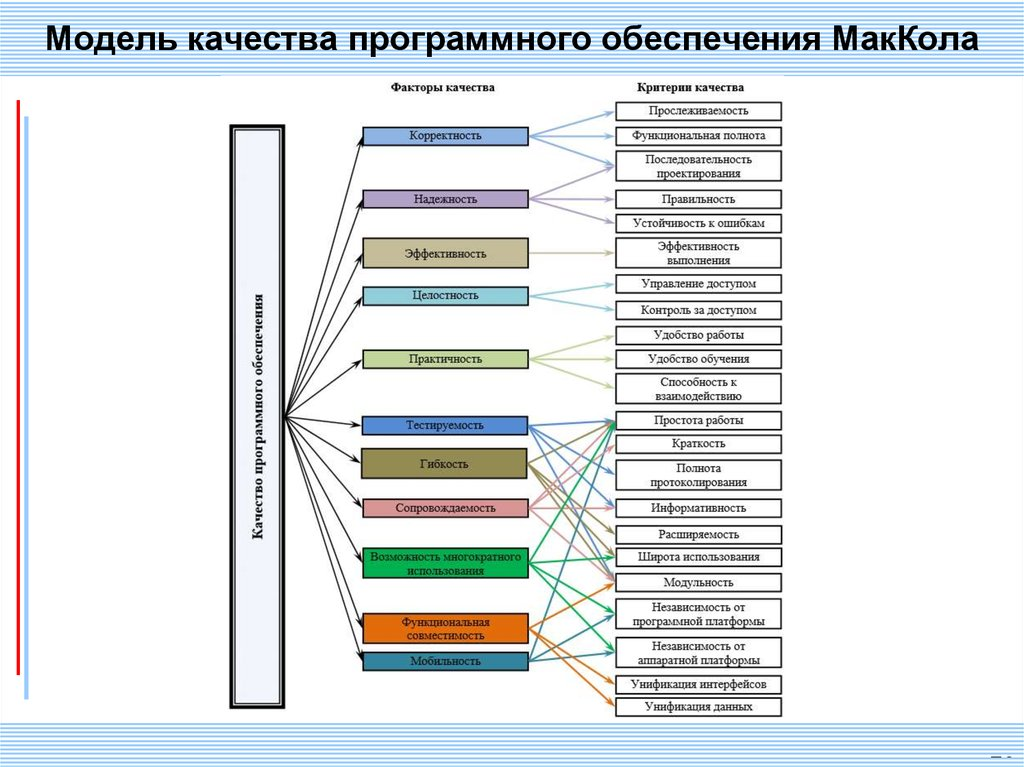 Модель качества программного обеспечения МакКола
Факторы качества
Критерии качества
Качество программного обеспечения
Корректность
Надежность
Эффективность
Целостность
Практичность
Тестируемость
Гибкость
Сопровождаемость
Возможность многократного
использования
Функциональная
совместимость
Мобильность
Прослеживаемость
Функциональная полнота
Последовательность
проектирования
Правильность
Устойчивость к ошибкам
Эффективность
выполнения
Управление доступом
Контроль за доступом
Удобство работы
Удобство обучения
Способность к
взаимодействию
Простота работы
Краткость
Полнота
протоколирования
Информативность
Расширяемость
Широта использования
Модульность
Независимость от
программной платформы
Независимость от
аппаратной платформы
Унификация интерфейсов
Унификация данных